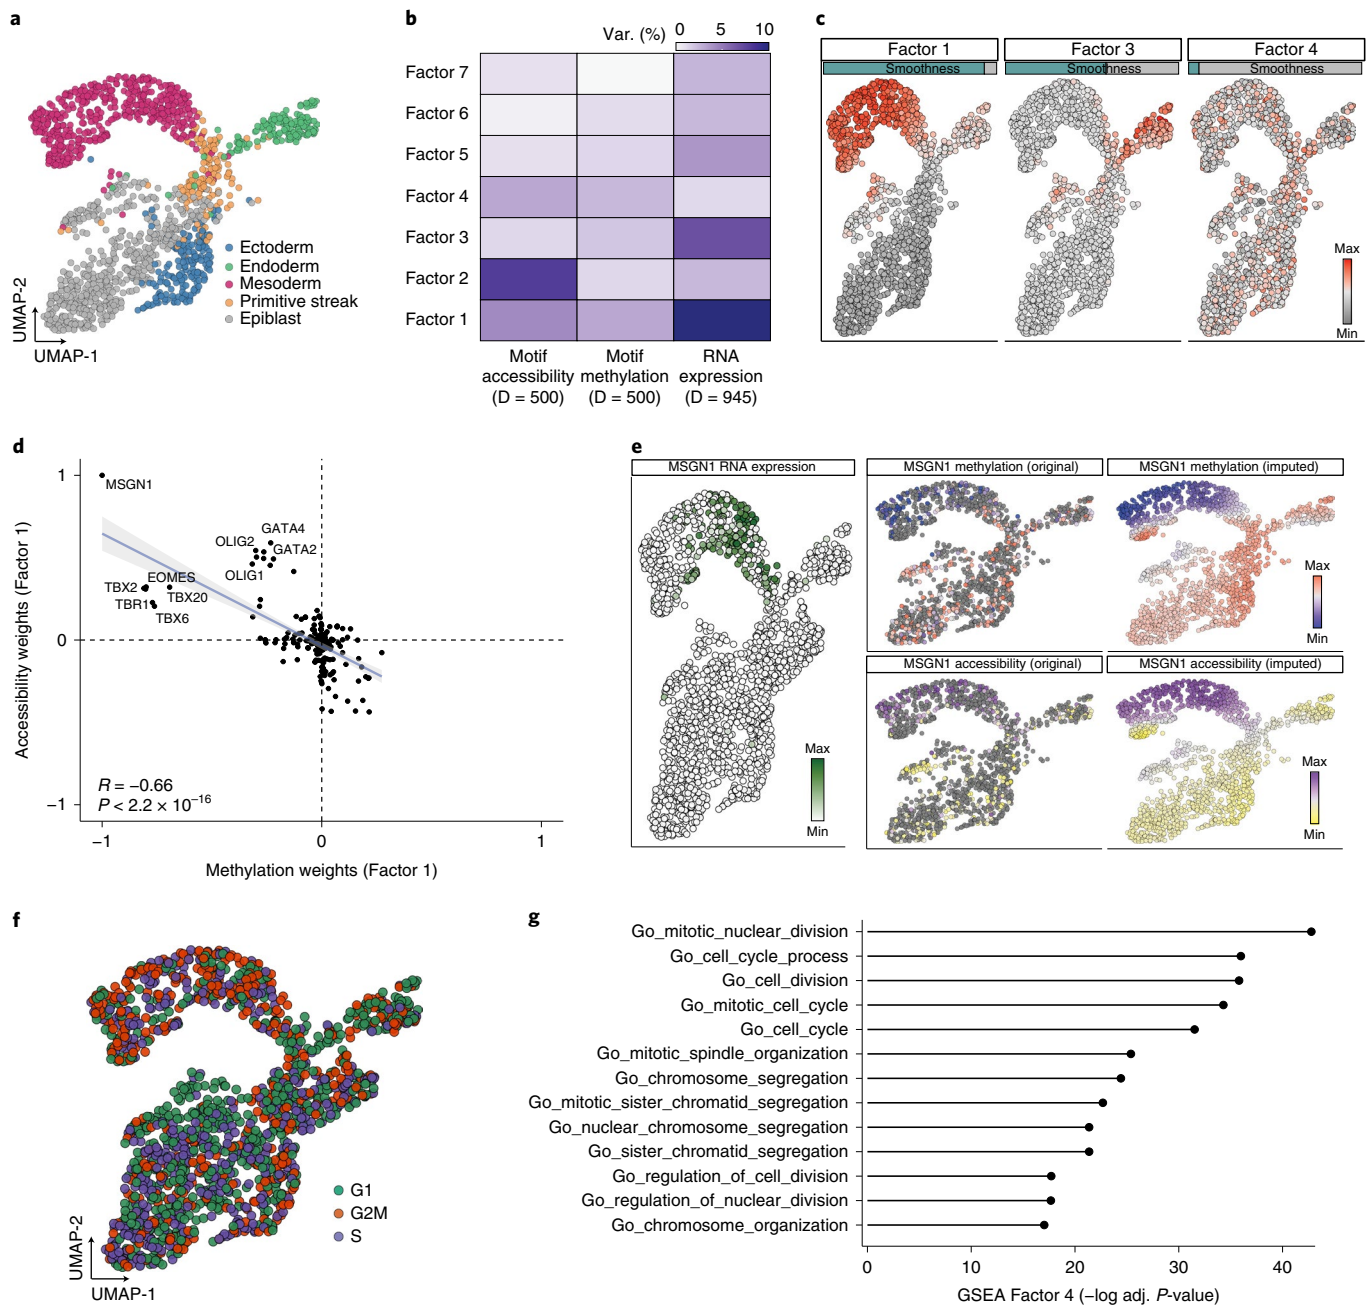 a
Ectoderm
Endoderm
Mesoderm
Primitive streak
Epiblast
UMAP-2
UMAP-1
b
Var. (%)
0 5 10
Factor 7
Factor 6
Factor 5
Factor 4
Factor 3
Factor 2
Factor 1
Motif accessibility (D = 500)
Motif methylation (D = 500)
RNA expression (D = 945)
c
Factor 1
Smoothness
Factor 3
Smoothness
Factor 4
Smoothness
Max
Min
d
Accessibility weights (Factor 1)
1
0
−1
MSGN1
GATA4
OLIG2
GATA2
OLIG1
EOMES
TBX2
TBX20
TBR1
TBX6
R = −0.66
P < 2.2 × 10−16
−1 0 1
Methylation weights (Factor 1)
e
MSGN1 RNA expression
Max
Min
MSGN1 methylation (original)
MSGN1 methylation (imputed)
Max
Min
MSGN1 accessibility (original)
MSGN1 accessibility (imputed)
Max
Min
f
G1
G2M
S
UMAP-2
UMAP-1
g
Go_mitotic_nuclear_division
Go_cell_cycle_process
Go_cell_division
Go_mitotic_cell_cycle
Go_cell_cycle
Go_mitotic_spindle_organization
Go_chromosome_segregation
Go_mitotic_sister_chromatid_segregation
Go_nuclear_chromosome_segregation
Go_sister_chromatid_segregation
Go_regulation_of_cell_division
Go_regulation_of_nuclear_division
Go_chromosome_organization
0 10 20 30 40
GSEA Factor 4 (−log adj. P-value)